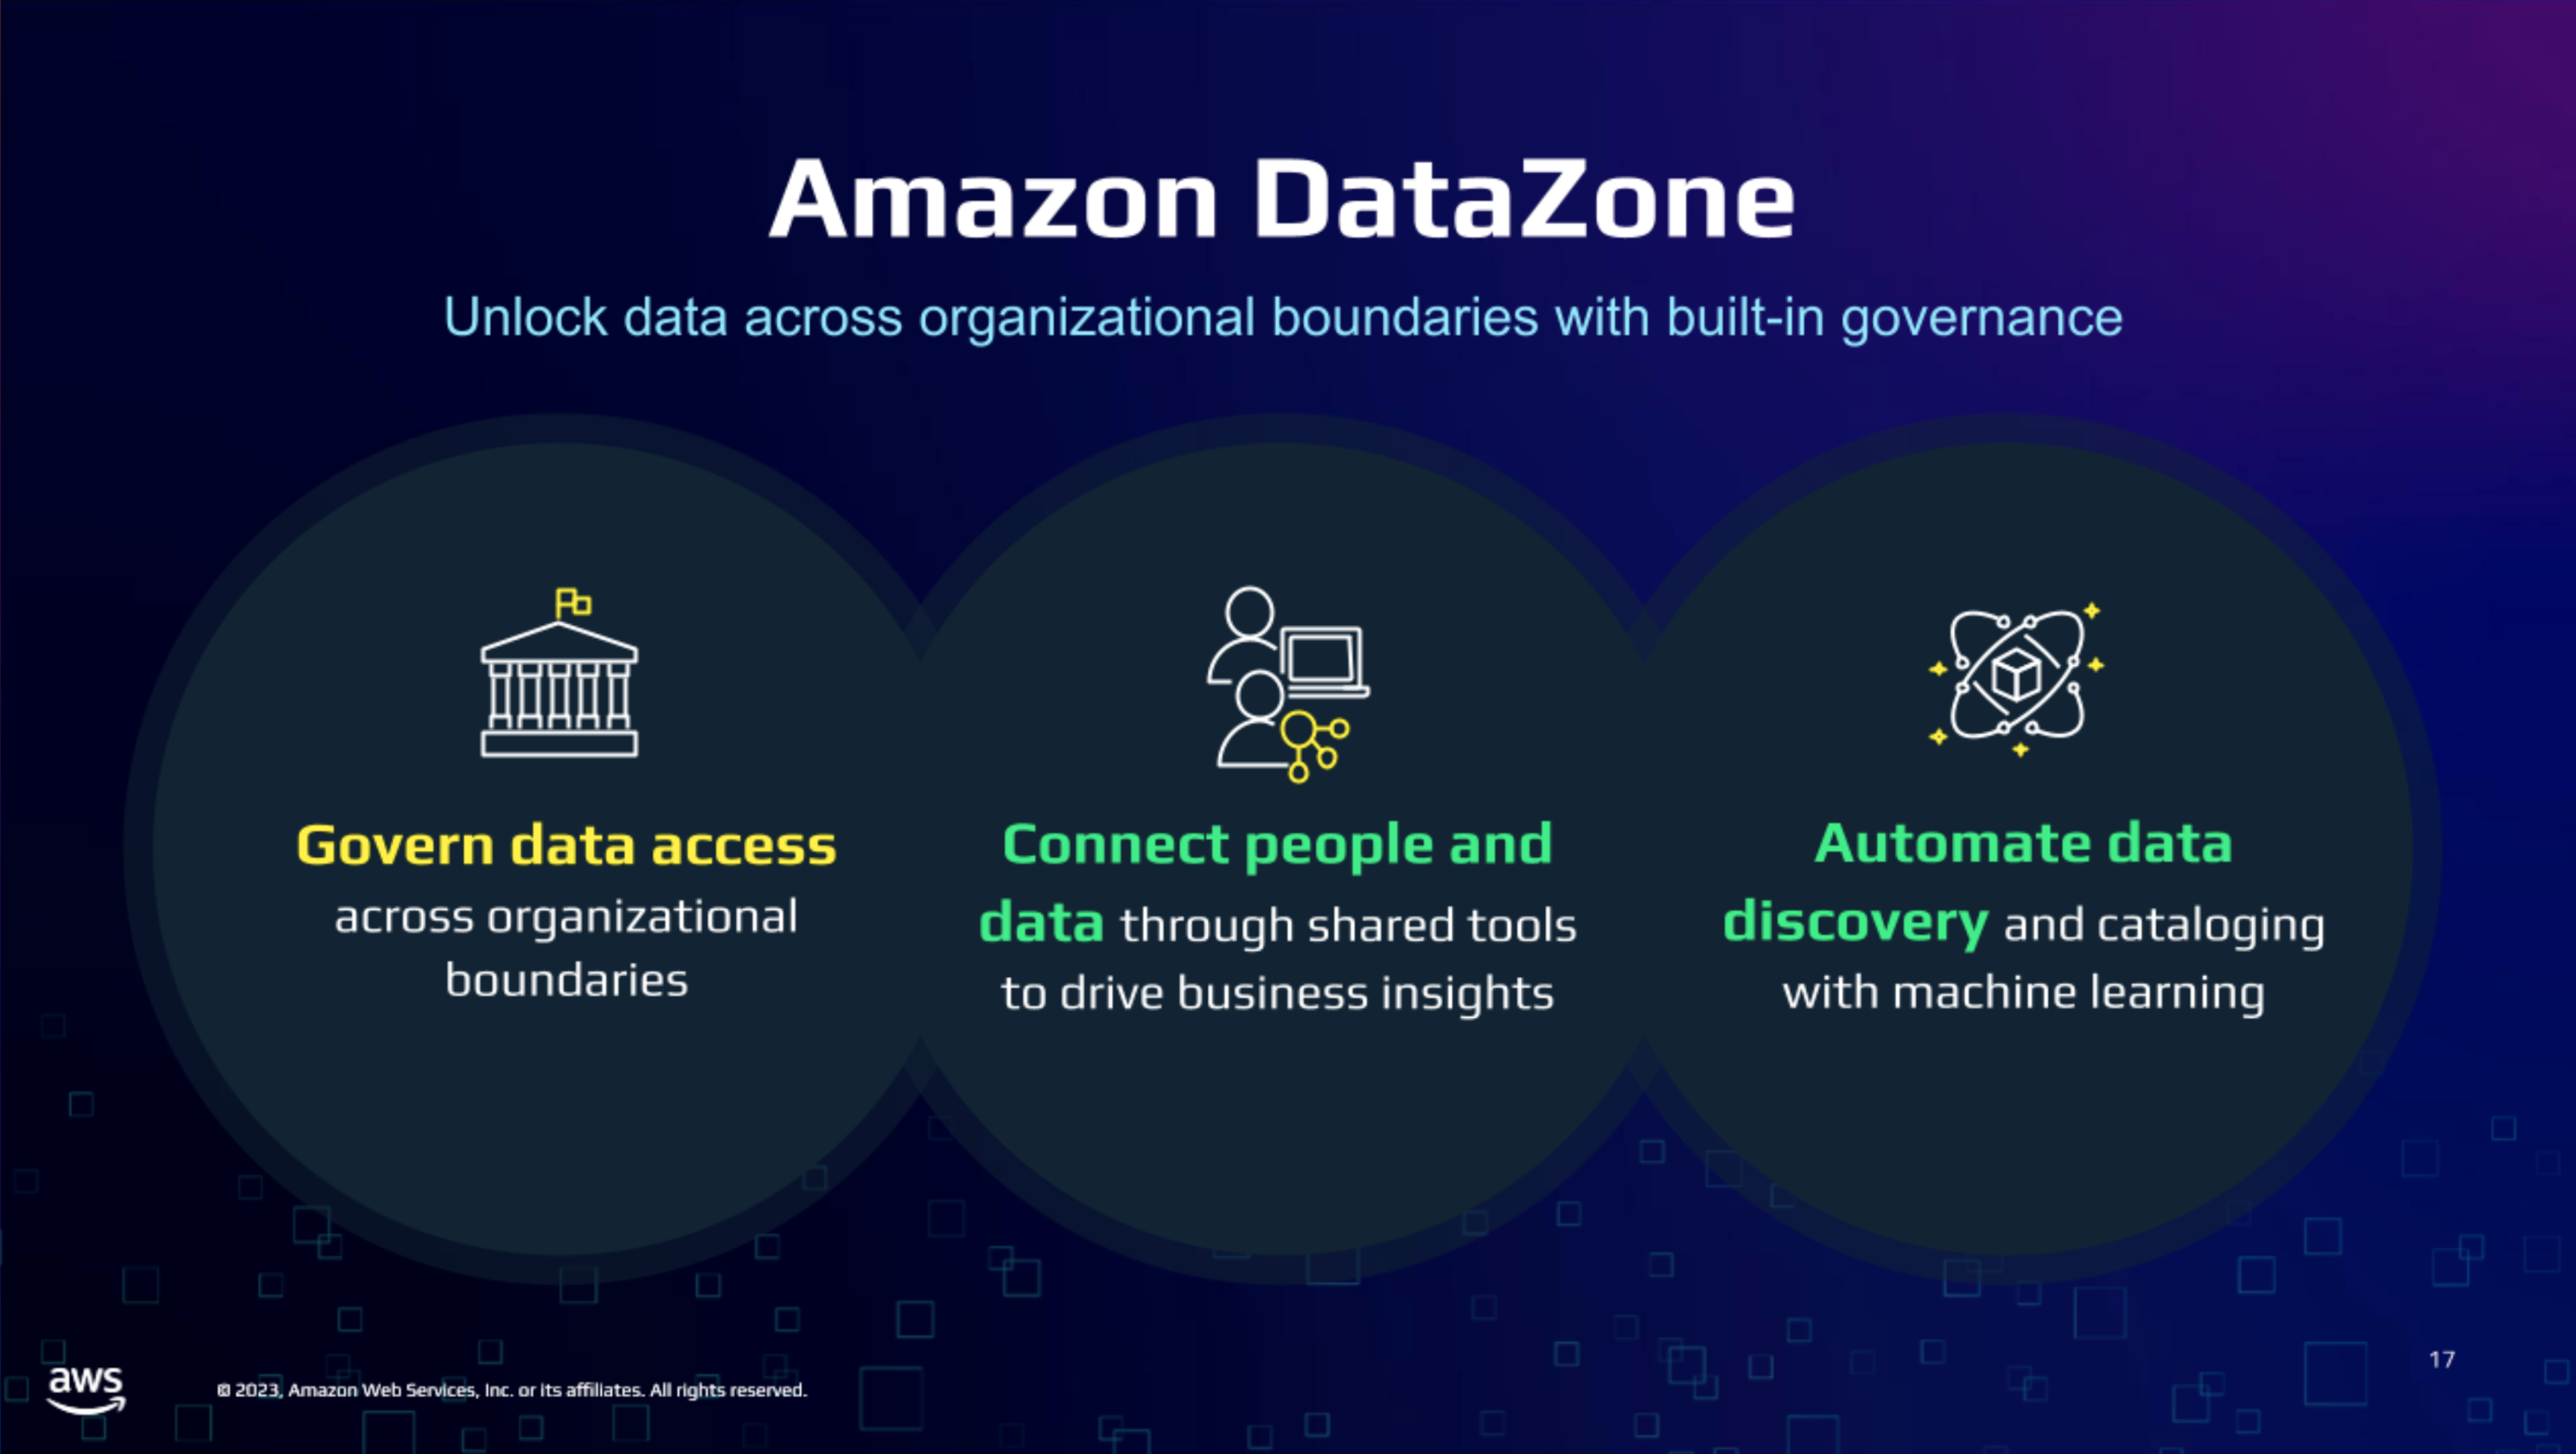 Amazon DataZone
Unlock data across organizational boundaries with built-in governance
Govern data access
across organizational
boundaries
Connect people and
data through shared tools
to drive business insights
Automate data
discovery and cataloging
with machine learning
aws
© 2023, Amazon Web Services, Inc. or its affiliates. All rights reserved.
17